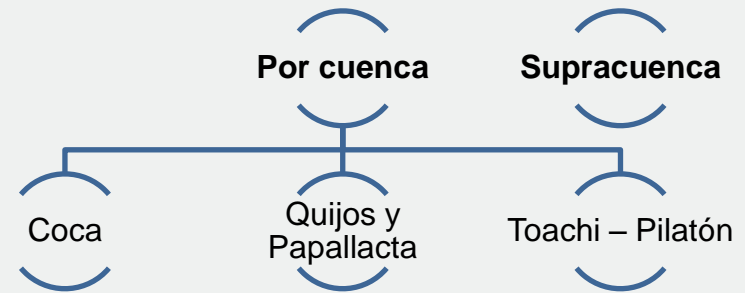 Por cuenca
Supracuenca
Coca
Quijos y
Papallacta
Toachi – Pilatón